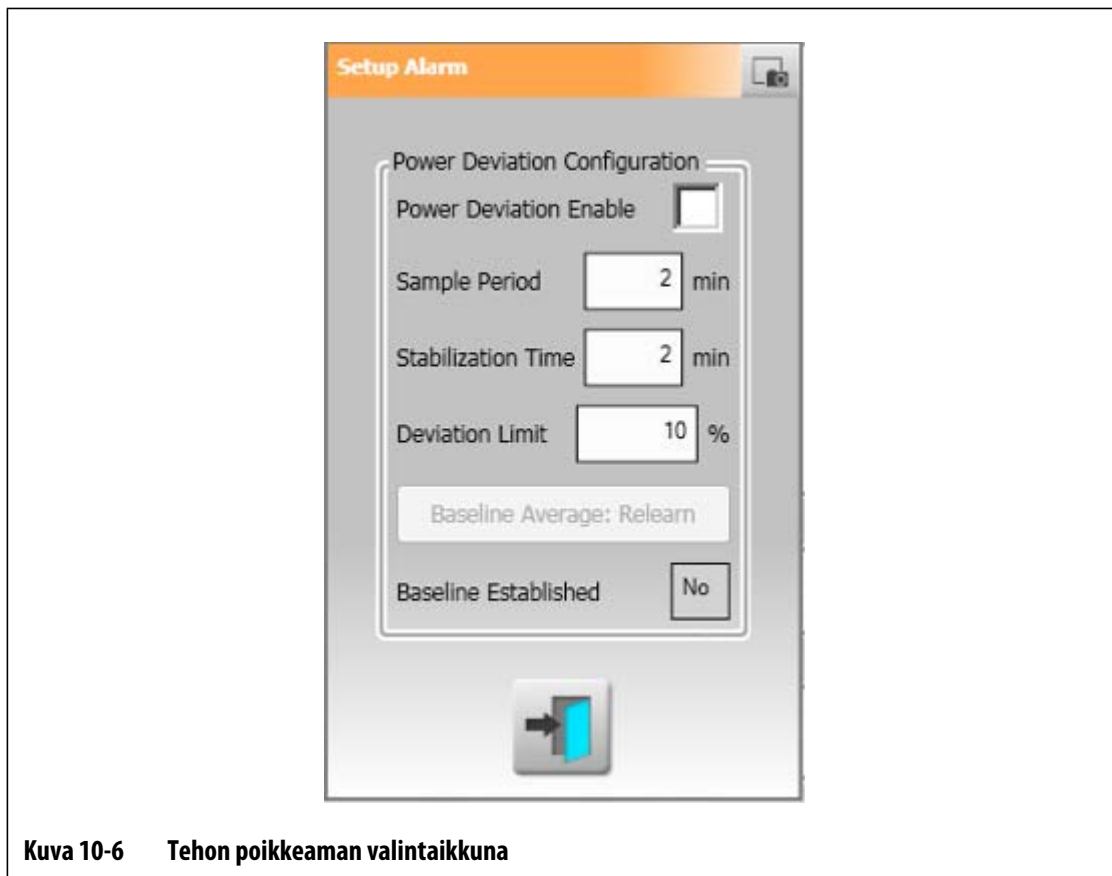 Setup Alarm
Power Deviation Configuration
Power Deviation Enable
Sample Period 2 min
Stabilization Time 2 min
Deviation Limit 10 %
Baseline Average: Relearn
Baseline Established No
Kuva 10-6 Tehon poikkeaman valintaikkuna